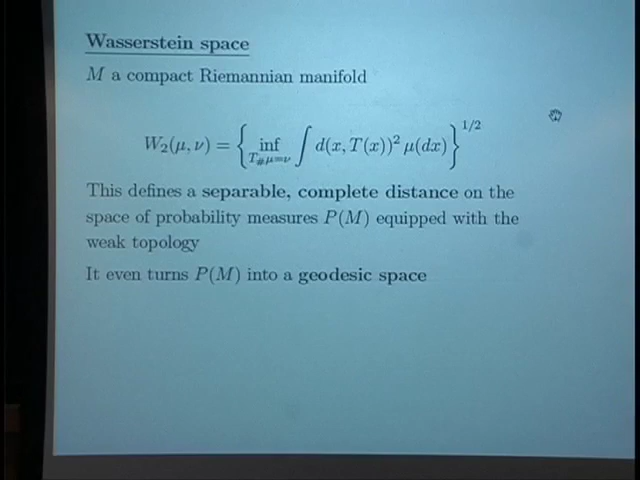 Wasserstein space
M a compact Riemannian manifold
W₂(μ, ν) = { inf_{T_#μ=ν} ∫ d(x, T(x))² μ(dx) }^{1/2}
This defines a separable, complete distance on the
space of probability measures P(M) equipped with the
weak topology
It even turns P(M) into a geodesic space